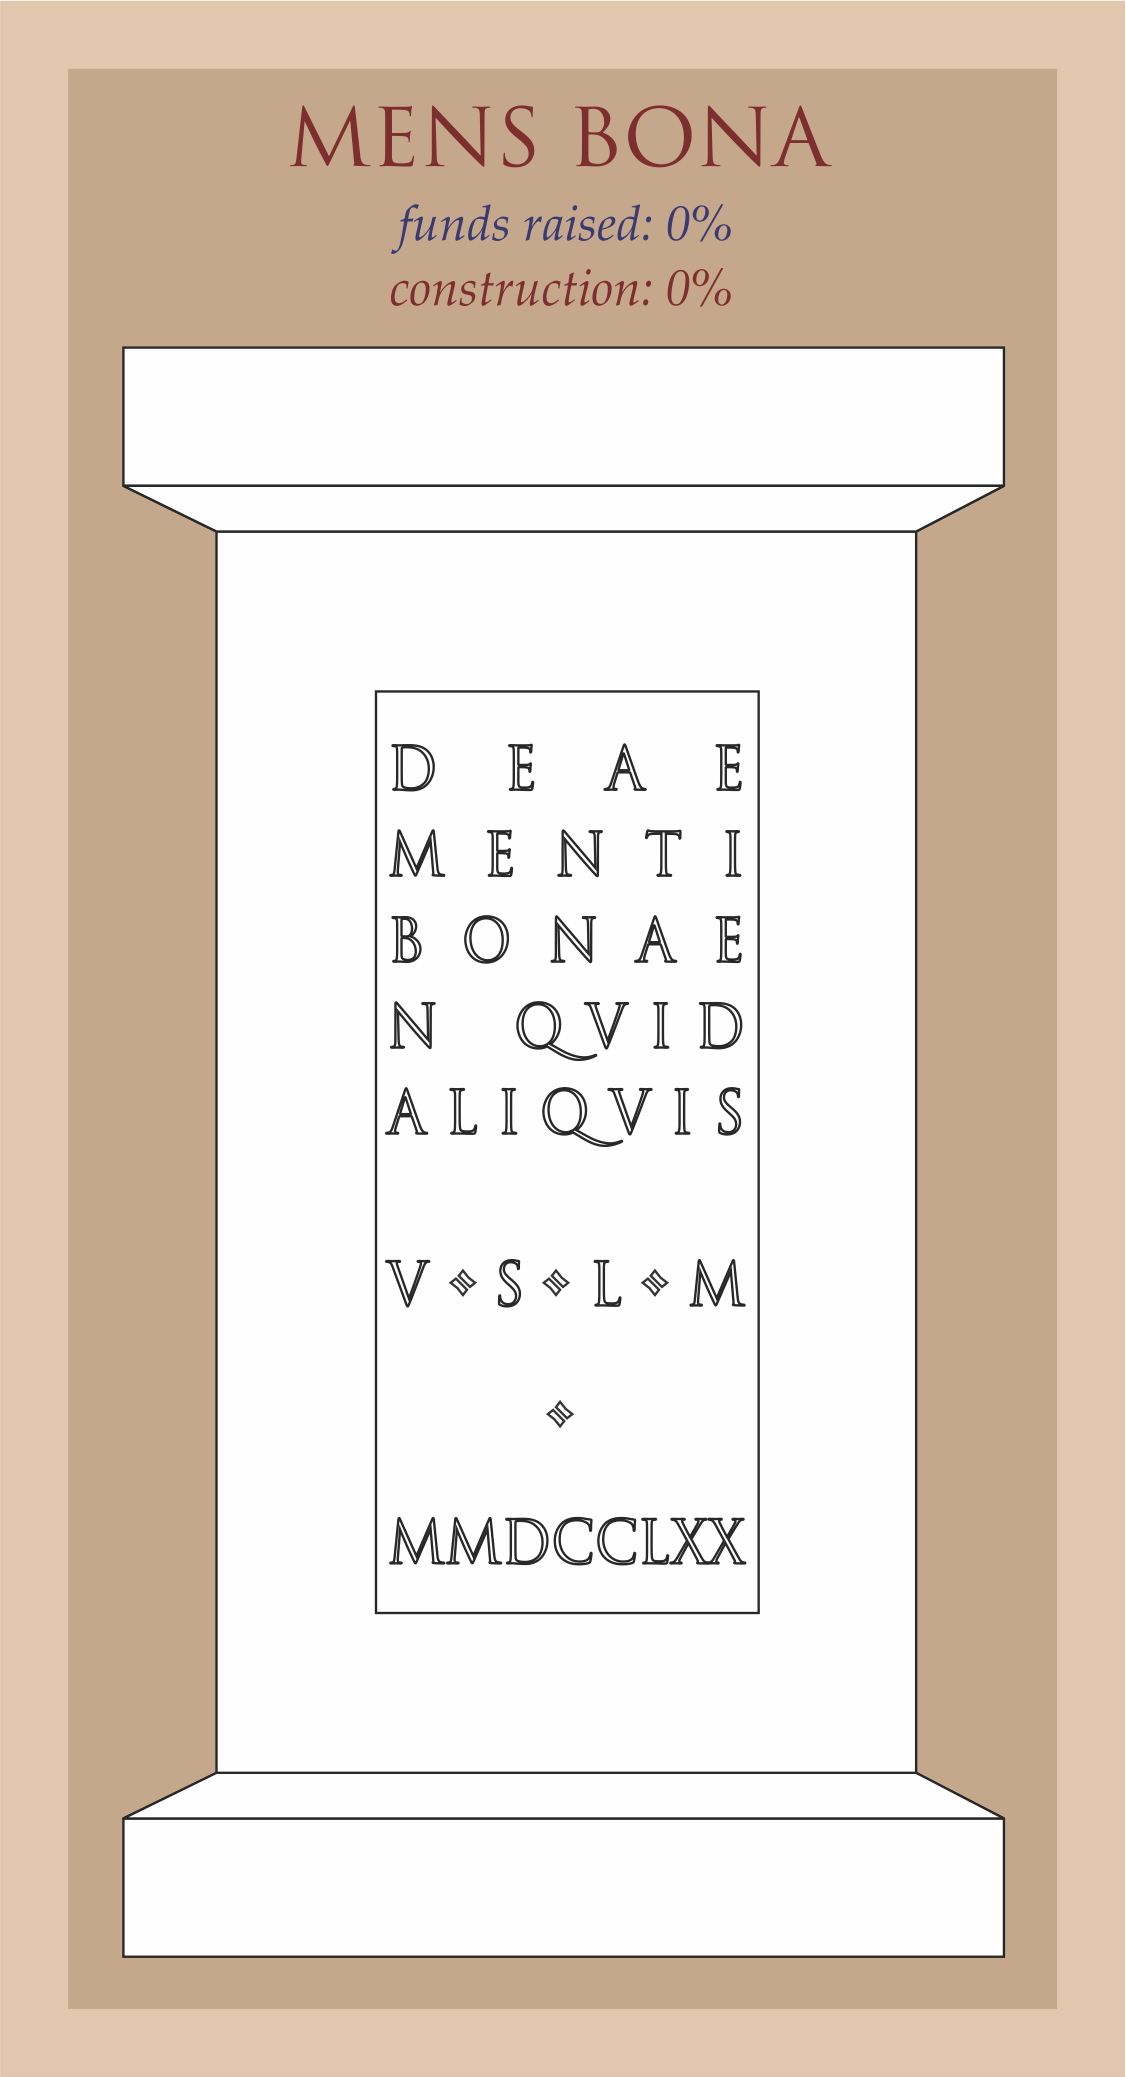 MENS BONA
funds raised: 0%
construction: 0%
DEAE
MENTI
BONAE
N QVID
ALIQVIS
V · S · L · M
·
MMDCCLXX